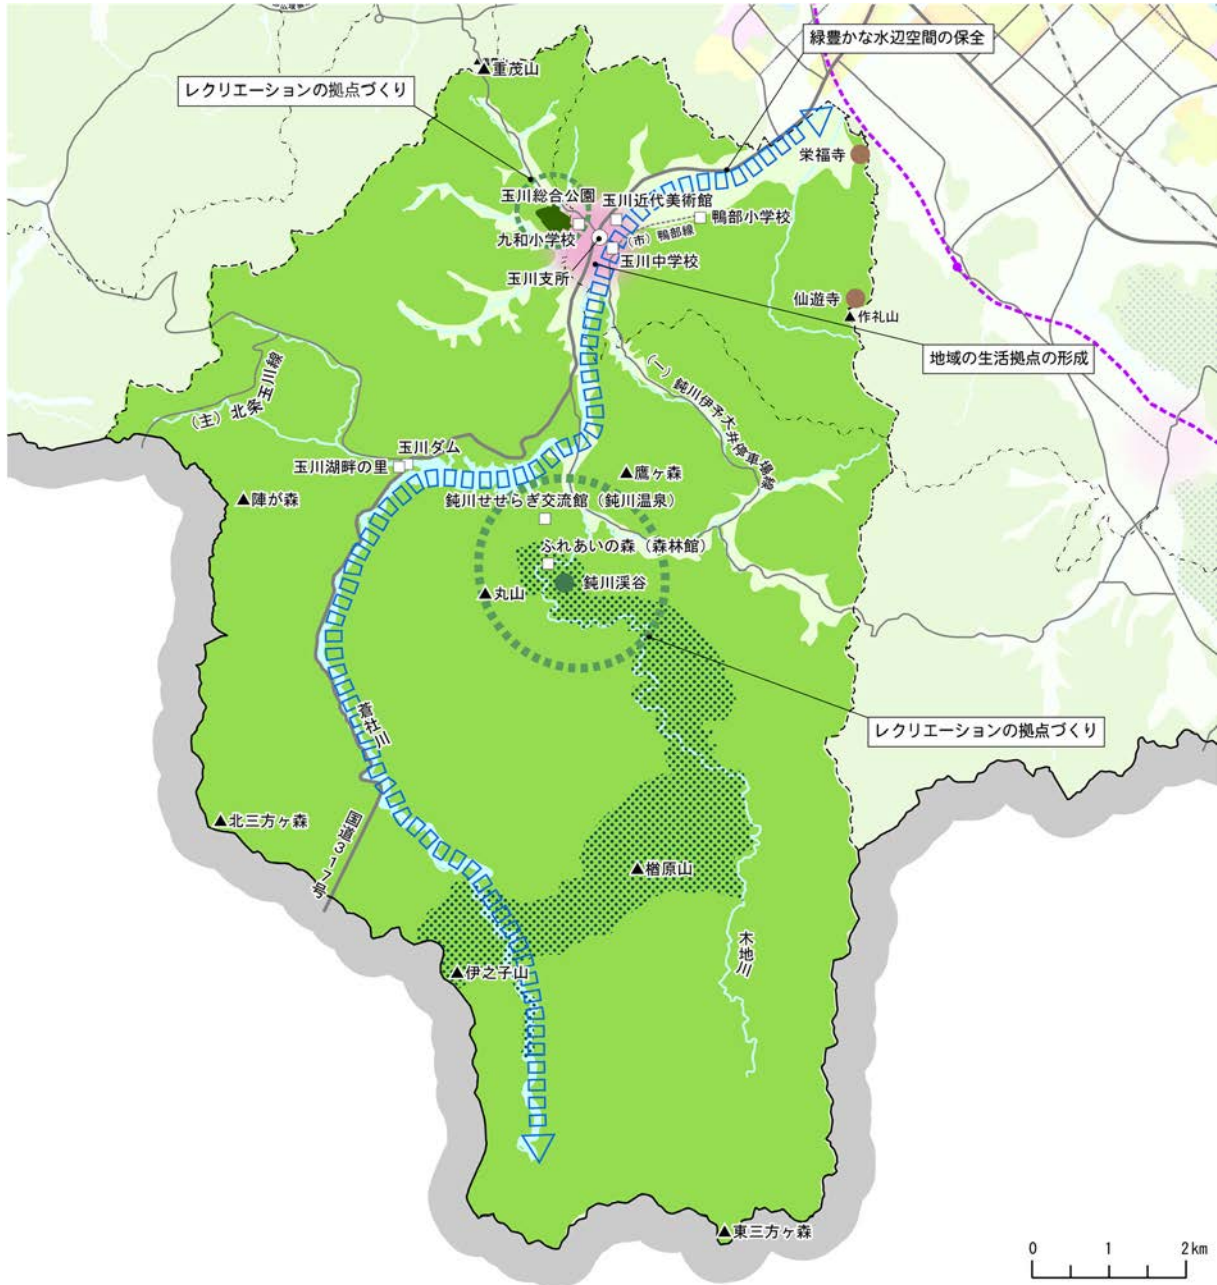 緑豊かな水辺空間の保全
▲重茂山
レクリエーションの拠点づくり
栄福寺
玉川総合公園
玉川近代美術館
鴨部小学校
九和小学校
(市)鴨部線
玉川中学校
玉川支所
仙遊寺
▲作礼山
地域の生活拠点の形成
(一)鈍川伊予大井停車場線
(主)北条玉川線
玉川ダム
玉川湖畔の里
▲鷹ヶ森
▲陣が森
鈍川せせらぎ交流館(鈍川温泉)
ふれあいの森(森林館)
鈍川渓谷
▲丸山
蒼社川
レクリエーションの拠点づくり
▲北三方ヶ森
国道317号
▲楢原山
木地川
▲伊之子山
▲東三方ヶ森
0 1 2km